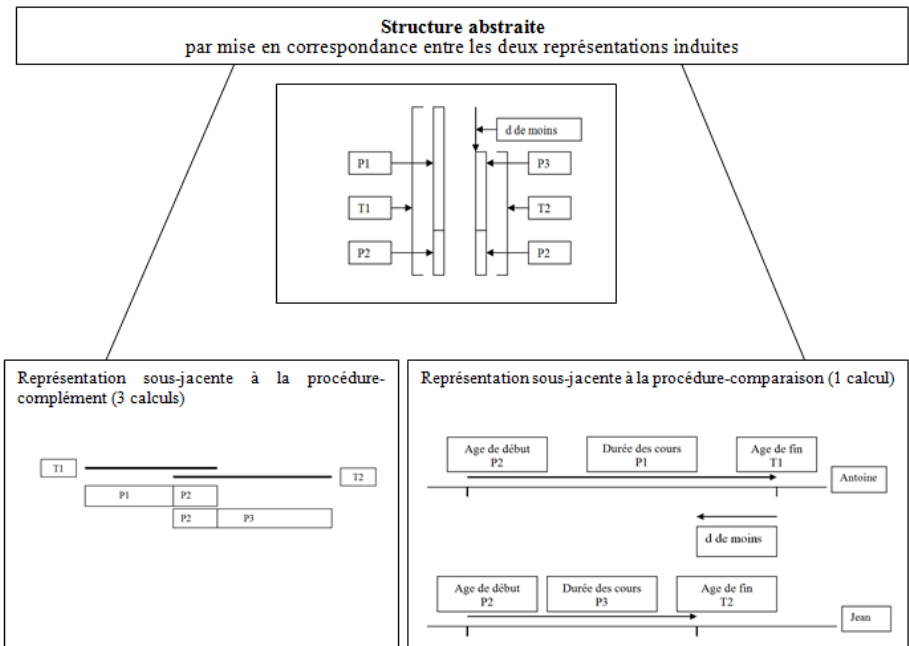 Structure abstraite
par mise en correspondance entre les deux représentations induites
d de moins
P1
P3
T1
T2
P2
P2
Représentation sous-jacente à la procédure-
complément (3 calculs)
T1
T2
P1
P2
P2
P3
Représentation sous-jacente à la procédure-comparaison (1 calcul)
Age de début
P2
Durée des cours
P1
Age de fin
T1
Antoine
d de moins
Age de début
P2
Durée des cours
P3
Age de fin
T2
Jean